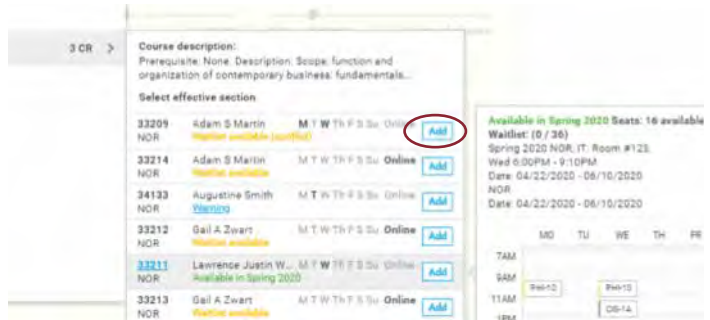 3 CR >
Course description:
Prerequisite: None. Description: Scope, function and
organization of contemporary business: fundamentals...
Select effective section
33209 Adam S Martin M T W Th F S Su Online Add
NOR Waitlist available (conflict)
33214 Adam S Martin M T W Th F S Su Online Add
NOR Waitlist available
34133 Augustine Smith M T W Th F S Su Online Add
NOR Warning
33212 Gail A Zwart M T W Th F S Su Online Add
NOR Waitlist available
33211 Lawrence Justin W... M T W Th F S Su Online Add
NOR Available in Spring 2020
33213 Gail A Zwart M T W Th F S Su Online Add
NOR Waitlist available
Available in Spring 2020 Seats: 16 available
Waitlist: (0 / 36)
Spring 2020 NOR, IT: Room #123,
Wed 6:00PM - 9:10PM
Date: 04/22/2020 - 06/10/2020
NOR
Date: 04/22/2020 - 06/10/2020
MO TU WE TH FR
7AM
9AM
11AM
1PM